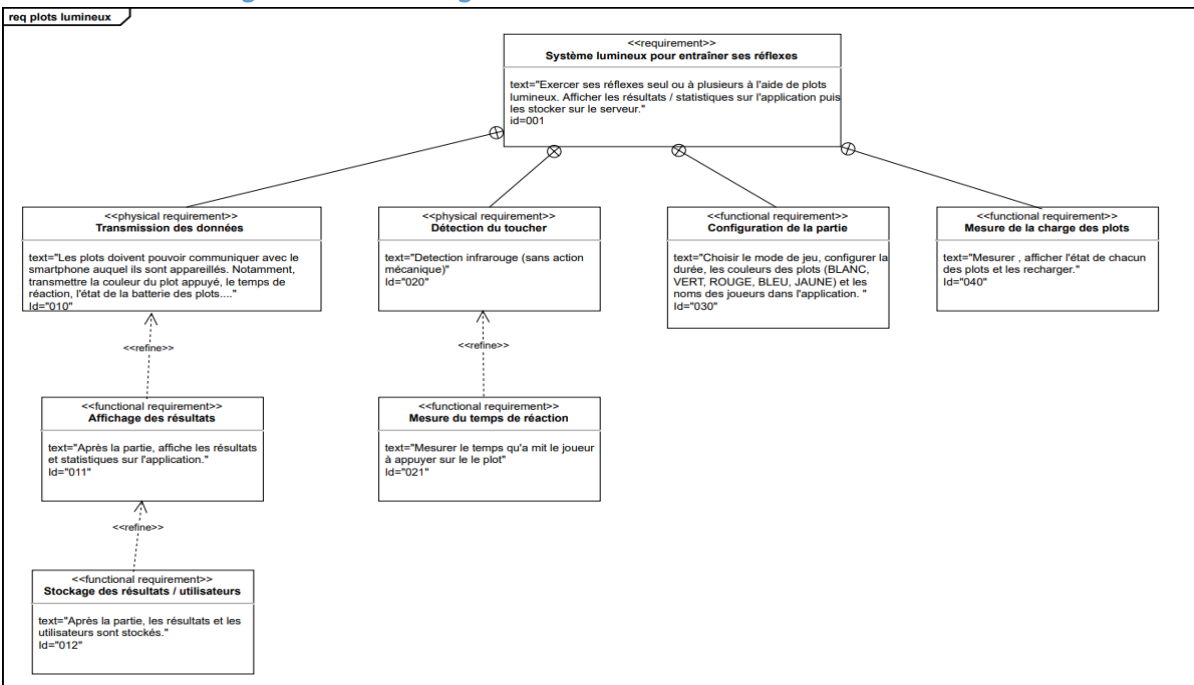 req plots lumineux
<<requirement>>
Système lumineux pour entraîner ses réflexes
text="Exercer ses réflexes seul ou à plusieurs à l'aide de plots
lumineux. Afficher les résultats / statistiques sur l'application puis
les stocker sur le serveur."
id=001
<<physical requirement>>
Transmission des données
text="Les plots doivent pouvoir communiquer avec le
smartphone auquel ils sont appareillés. Notamment,
transmettre la couleur du plot appuyé, le temps de
réaction, l'état de la batterie des plots...."
Id="010"
<<physical requirement>>
Détection du toucher
text="Detection infrarouge (sans action
mécanique)"
Id="020"
<<functional requirement>>
Configuration de la partie
text="Choisir le mode de jeu, configurer la
durée, les couleurs des plots (BLANC,
VERT, ROUGE, BLEU, JAUNE) et les
noms des joueurs dans l'application. "
Id="030"
<<functional requirement>>
Mesure de la charge des plots
text="Mesurer , afficher l'état de chacun
des plots et les recharger."
Id="040"
<<refine>>
<<refine>>
<<functional requirement>>
Affichage des résultats
text="Après la partie, affiche les résultats
et statistiques sur l'application."
Id="011"
<<functional requirement>>
Mesure du temps de réaction
text="Mesurer le temps qu'a mit le joueur
à appuyer sur le le plot"
Id="021"
<<refine>>
<<functional requirement>>
Stockage des résultats / utilisateurs
text="Après la partie, les résultats et les
utilisateurs sont stockés."
Id="012"